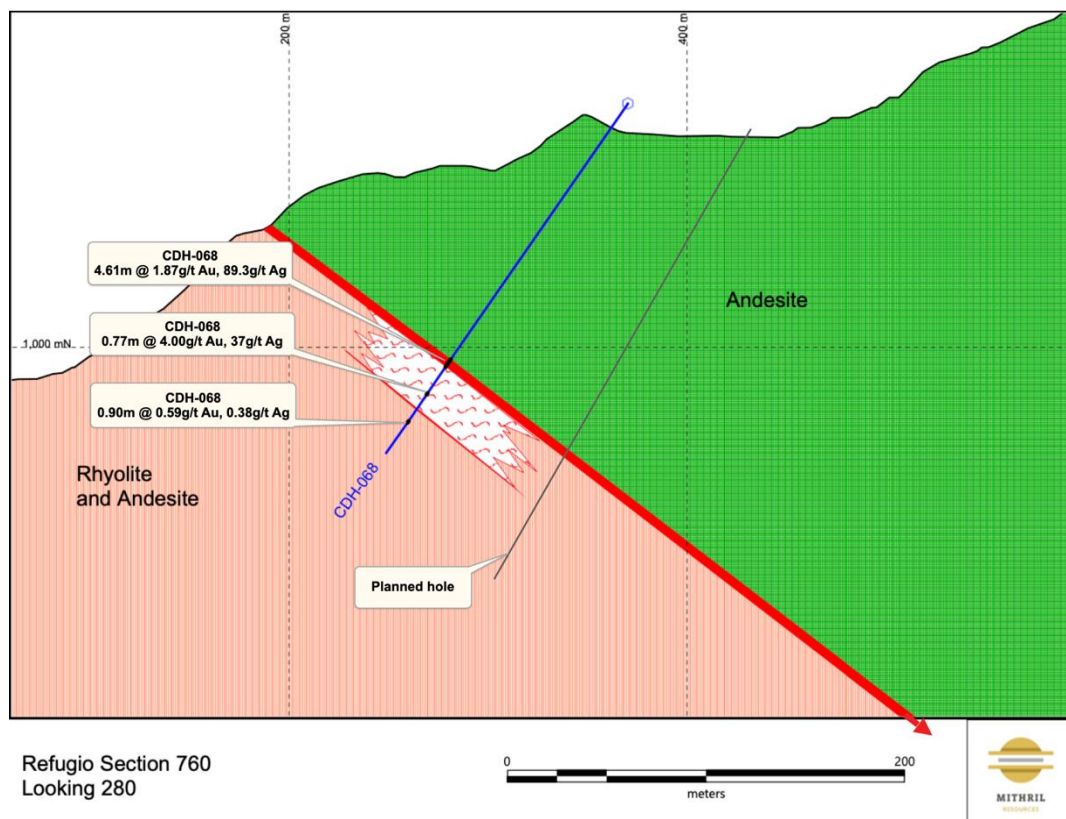 200 m
400 m
CDH-068
4.61m @ 1.87g/t Au, 89.3g/t Ag
Andesite
CDH-068
0.77m @ 4.00g/t Au, 37g/t Ag
1,000 mN
CDH-068
0.90m @ 0.59g/t Au, 0.38g/t Ag
Rhyolite
and Andesite
CDH-068
Planned hole
Refugio Section 760
Looking 280
0
200
meters
MITHRIL
RESOURCES